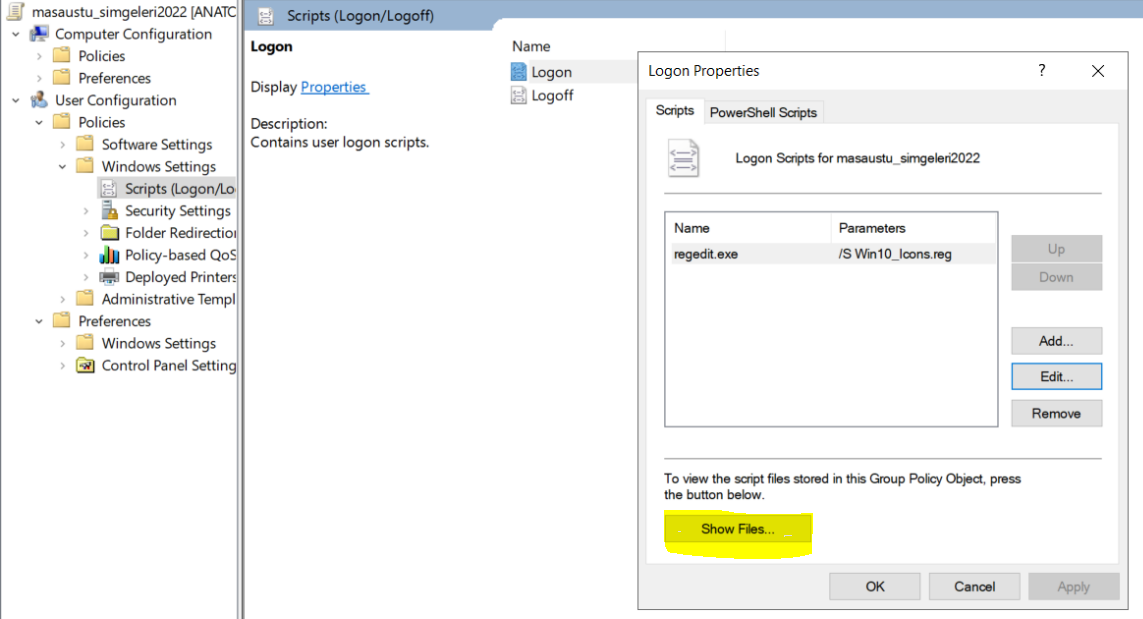 masaustu_simgeleri2022 [ANATO
Computer Configuration
Policies
Preferences
User Configuration
Policies
Software Settings
Windows Settings
Scripts (Logon/Lo
Security Settings
Folder Redirection
Policy-based QoS
Deployed Printers
Administrative Templ
Preferences
Windows Settings
Control Panel Setting
Scripts (Logon/Logoff)
Logon
Display Properties
Description:
Contains user logon scripts.
Name
Logon
Logoff
Logon Properties
?
Scripts
PowerShell Scripts
Logon Scripts for masaustu_simgeleri2022
Name Parameters
regedit.exe /S Win10_Icons.reg
Up
Down
Add...
Edit...
Remove
To view the script files stored in this Group Policy Object, press
the button below.
Show Files...
OK Cancel Apply